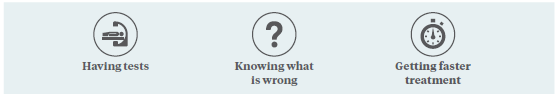 Having tests
Knowing what
is wrong
Getting faster
treatment